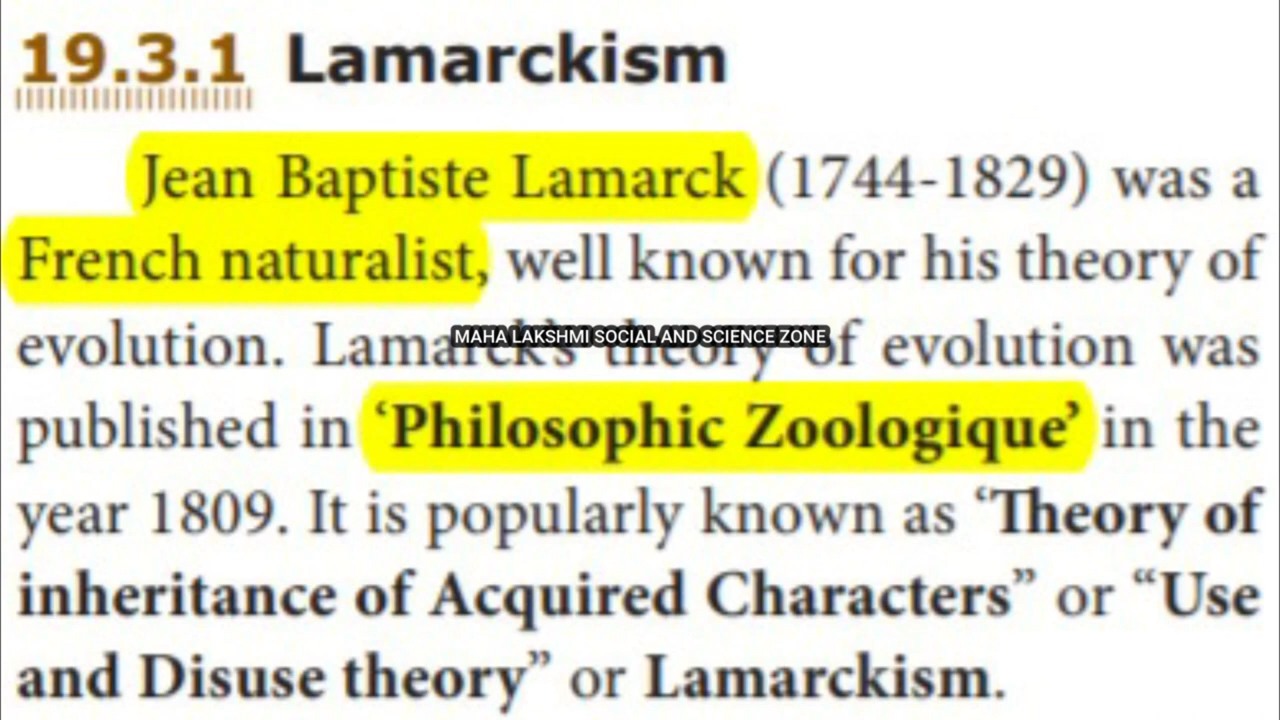 19.3.1 Lamarckism
Jean Baptiste Lamarck (1744-1829) was a
French naturalist, well known for his theory of
MAHA LAKSHMI SOCIAL AND SCIENCE ZONE
evolution. Lamarck's theory of evolution was
published in ‘Philosophic Zoologique’ in the
year 1809. It is popularly known as ‘Theory of
inheritance of Acquired Characters” or “Use
and Disuse theory” or Lamarckism.